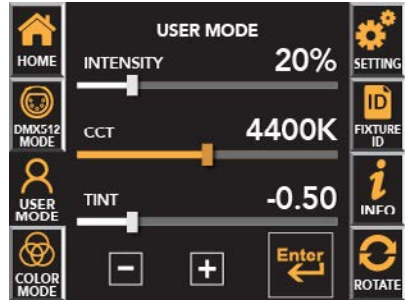 USER MODE
HOME
INTENSITY 20%
SETTING
DMX512
MODE
CCT 4400K
ID
FIXTURE
ID
USER
MODE
TINT -0.50
i
INFO
COLOR
MODE
- +
Enter
ROTATE